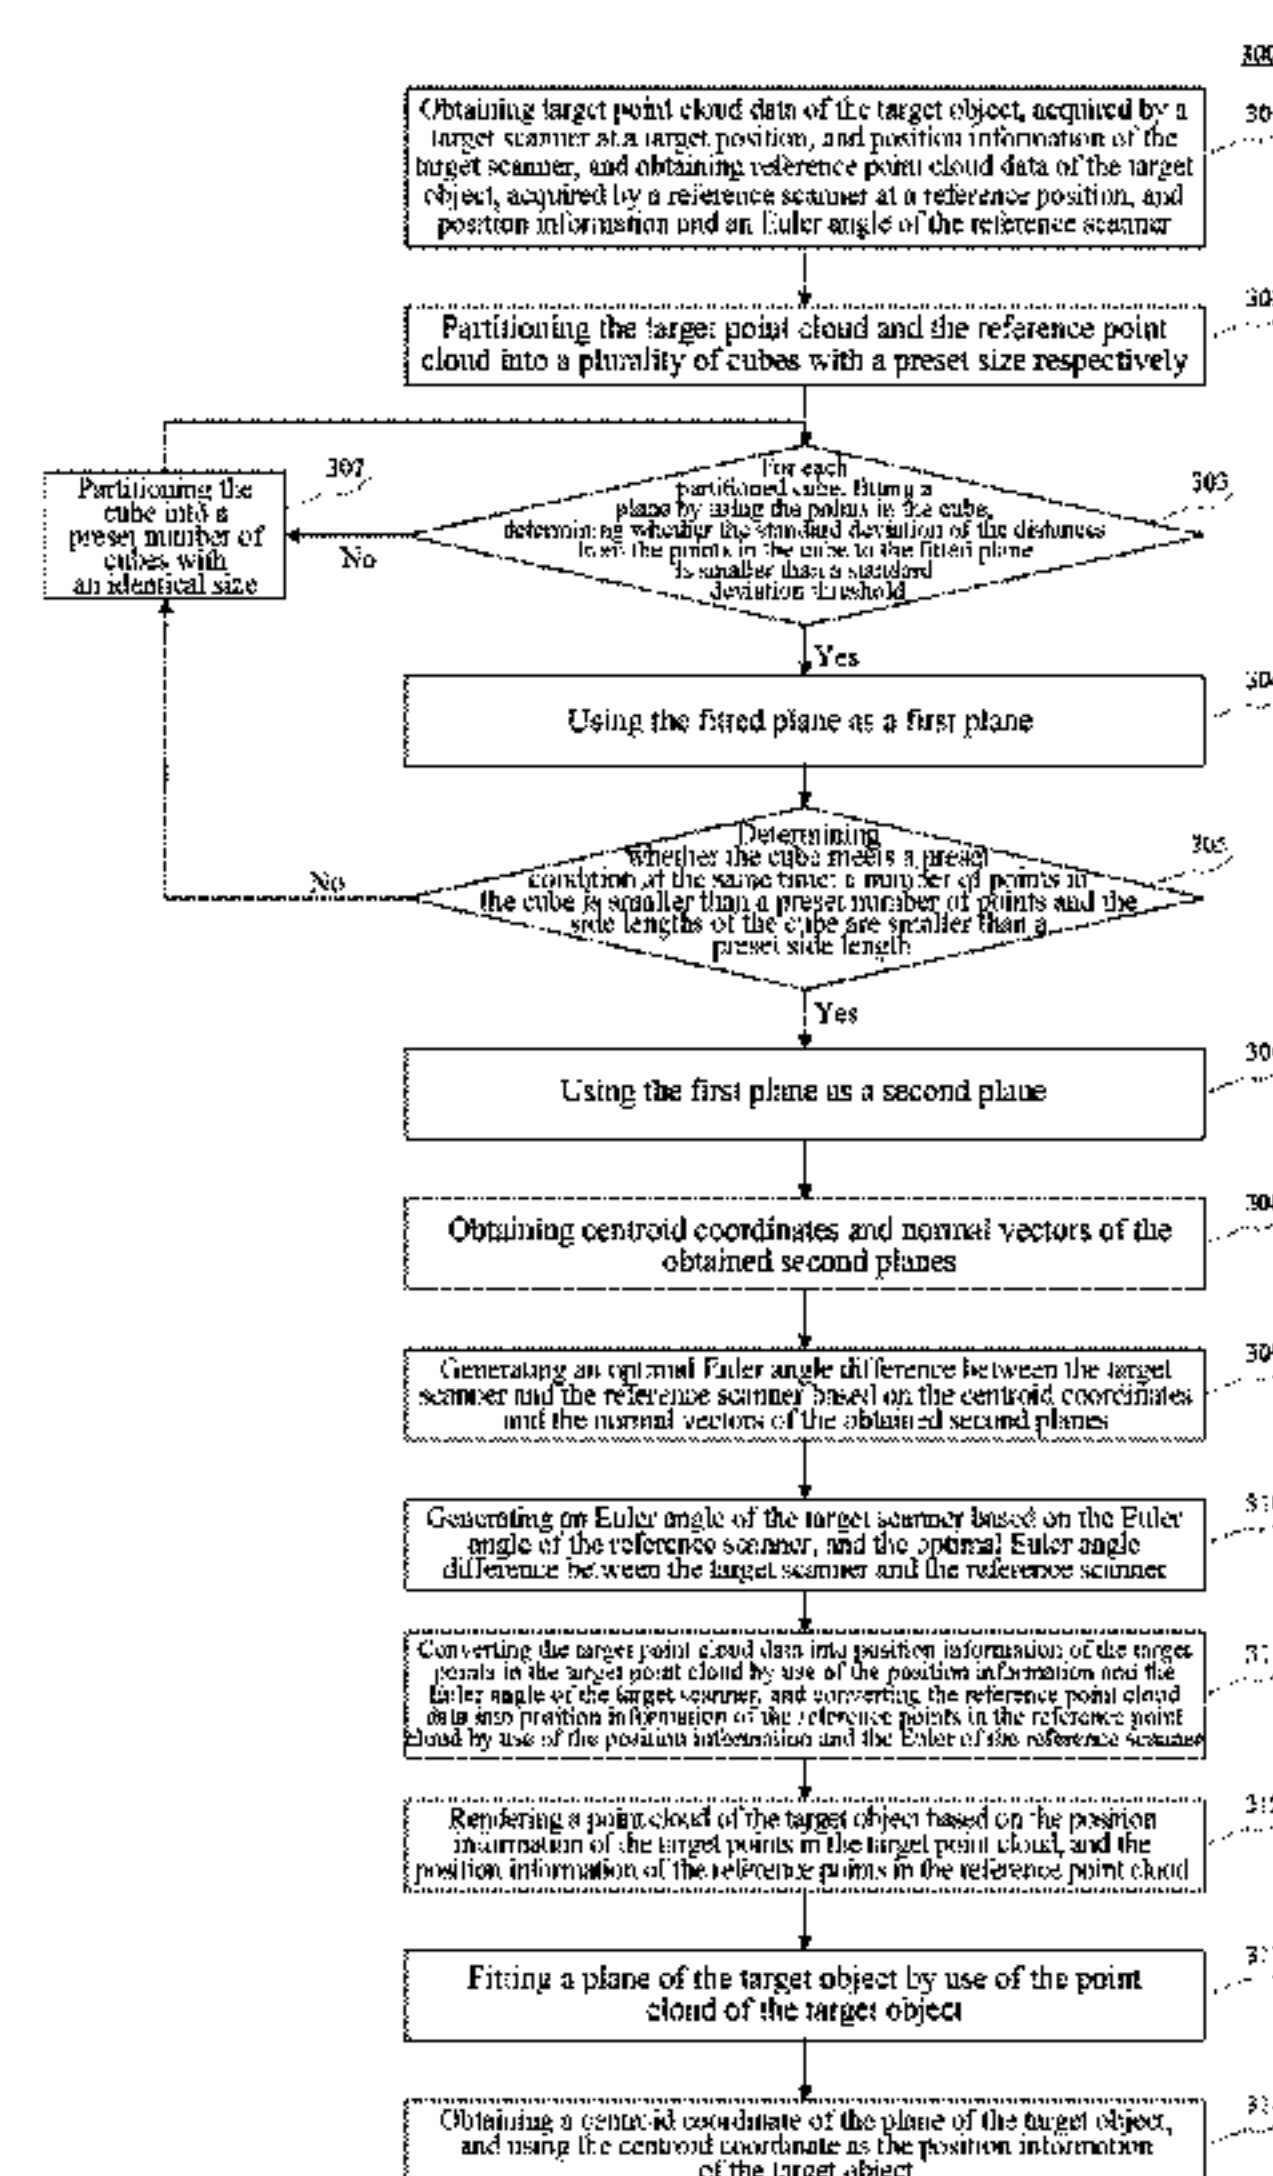 300
Obtaining target point cloud data of the target object, acquired by a
target scanner at a target position, and position information of the
target scanner, and obtaining reference point cloud data of the target
object, acquired by a reference scanner at a reference position, and
position information and an Euler angle of the reference scanner
Partitioning the target point cloud and the reference point
cloud into a plurality of cubes with a preset size respectively
307
Partitioning the
cube into a
preset number of
cubes with
an identical size
No
For each
partitioned cube, fitting a
plane by using the points in the cube,
determining whether the standard deviation of the distances
from the points in the cube to the fitted plane
is smaller than a standard
deviation threshold
303
Yes
Using the fitted plane as a first plane
Determining
whether the cube meets a preset
condition at the same time: a number of points in
the cube is smaller than a preset number of points and the
side lengths of the cube are smaller than a
preset side length
305
No
Yes
Using the first plane as a second plane
Obtaining centroid coordinates and normal vectors of the
obtained second planes
Generating an optimal Euler angle difference between the target
scanner and the reference scanner based on the centroid coordinates
and the normal vectors of the obtained second planes
Generating an Euler angle of the target scanner based on the Euler
angle of the reference scanner, and the optimal Euler angle
difference between the target scanner and the reference scanner
Converting the target point cloud data into position information of the target
points in the target point cloud by use of the position information and the
Euler angle of the target scanner, and converting the reference point cloud
data into position information of the reference points in the reference point
cloud by use of the position information and the Euler of the reference scanner
Rendering a point cloud of the target object based on the position
information of the target points in the target point cloud, and the
position information of the reference points in the reference point cloud
Fitting a plane of the target object by use of the point
cloud of the target object
Obtaining a centroid coordinate of the plane of the target object,
and using the centroid coordinate as the position information
of the target object